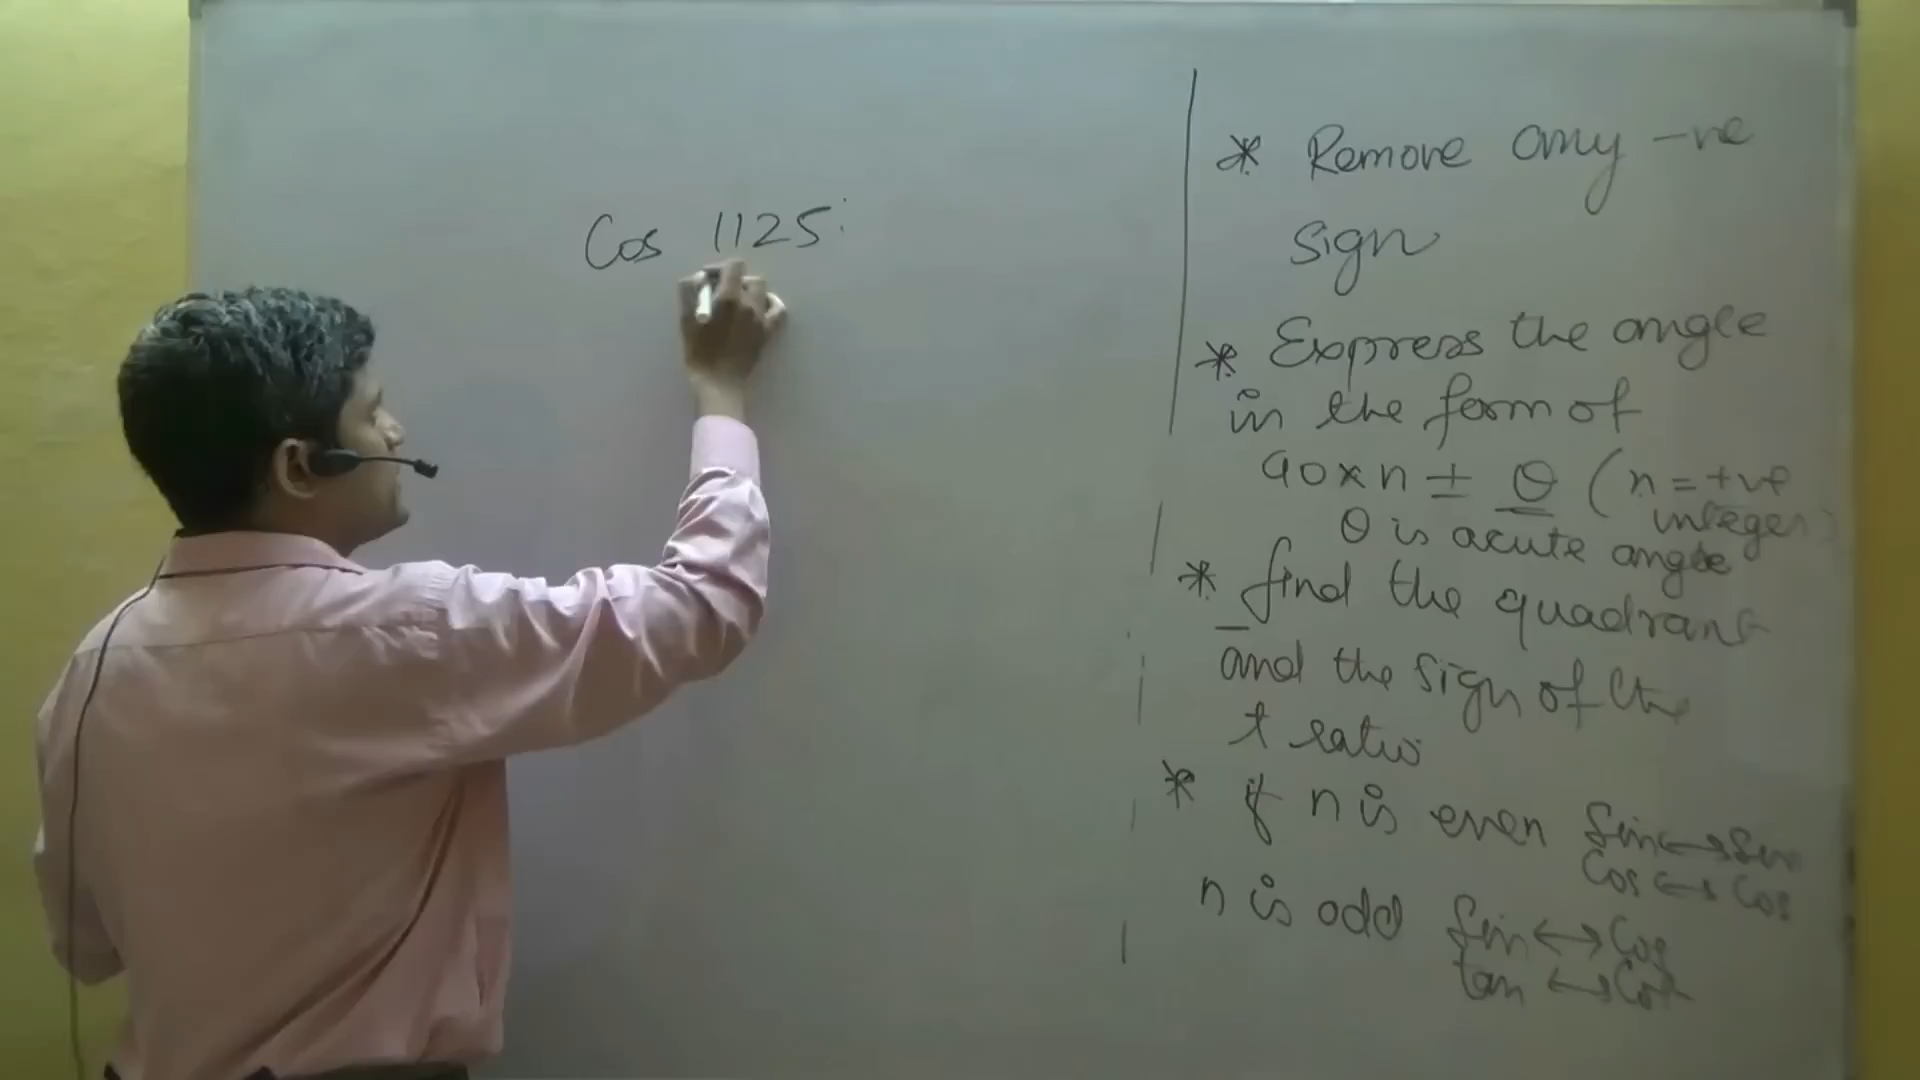 Cos 1125°
* Remove any -ve
sign
* Express the angle
in the form of
90 × n ± θ (n = +ve
integer)
θ is acute angle
* find the quadrant
and the sign of the
t ratio
* if n is even Sin ↔ Sin
Cos ↔ Cos
n is odd Sin ↔ Cos
tan ↔ Cot